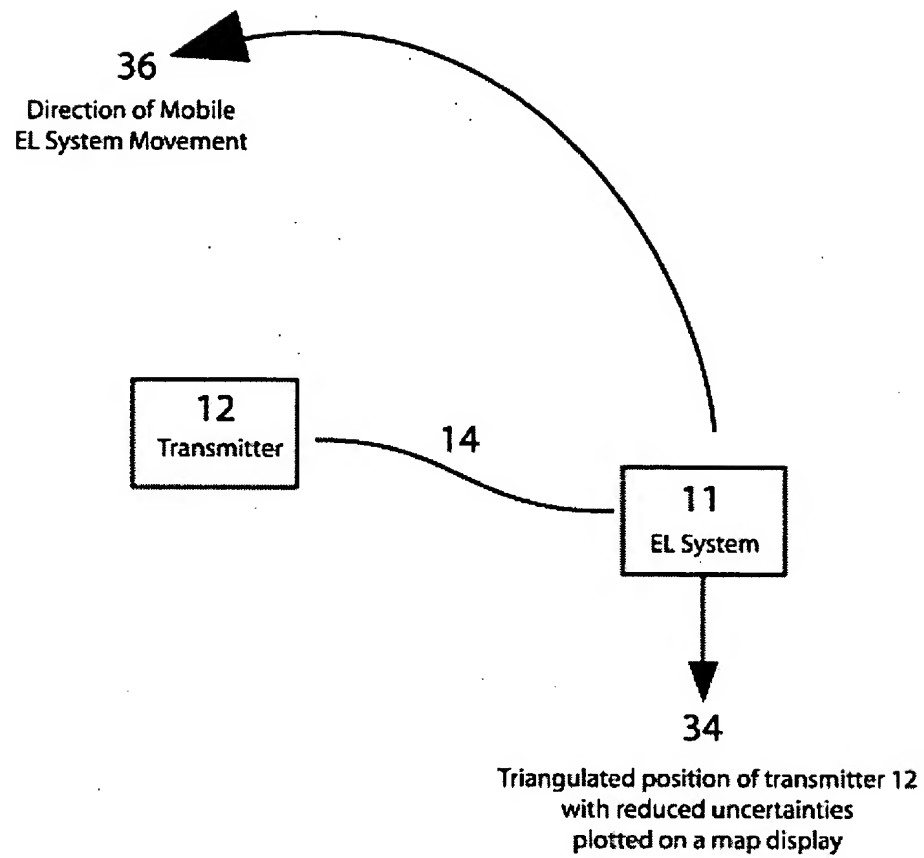 36
Direction of Mobile
EL System Movement
12
Transmitter
14
11
EL System
34
Triangulated position of transmitter 12
with reduced uncertainties
plotted on a map display